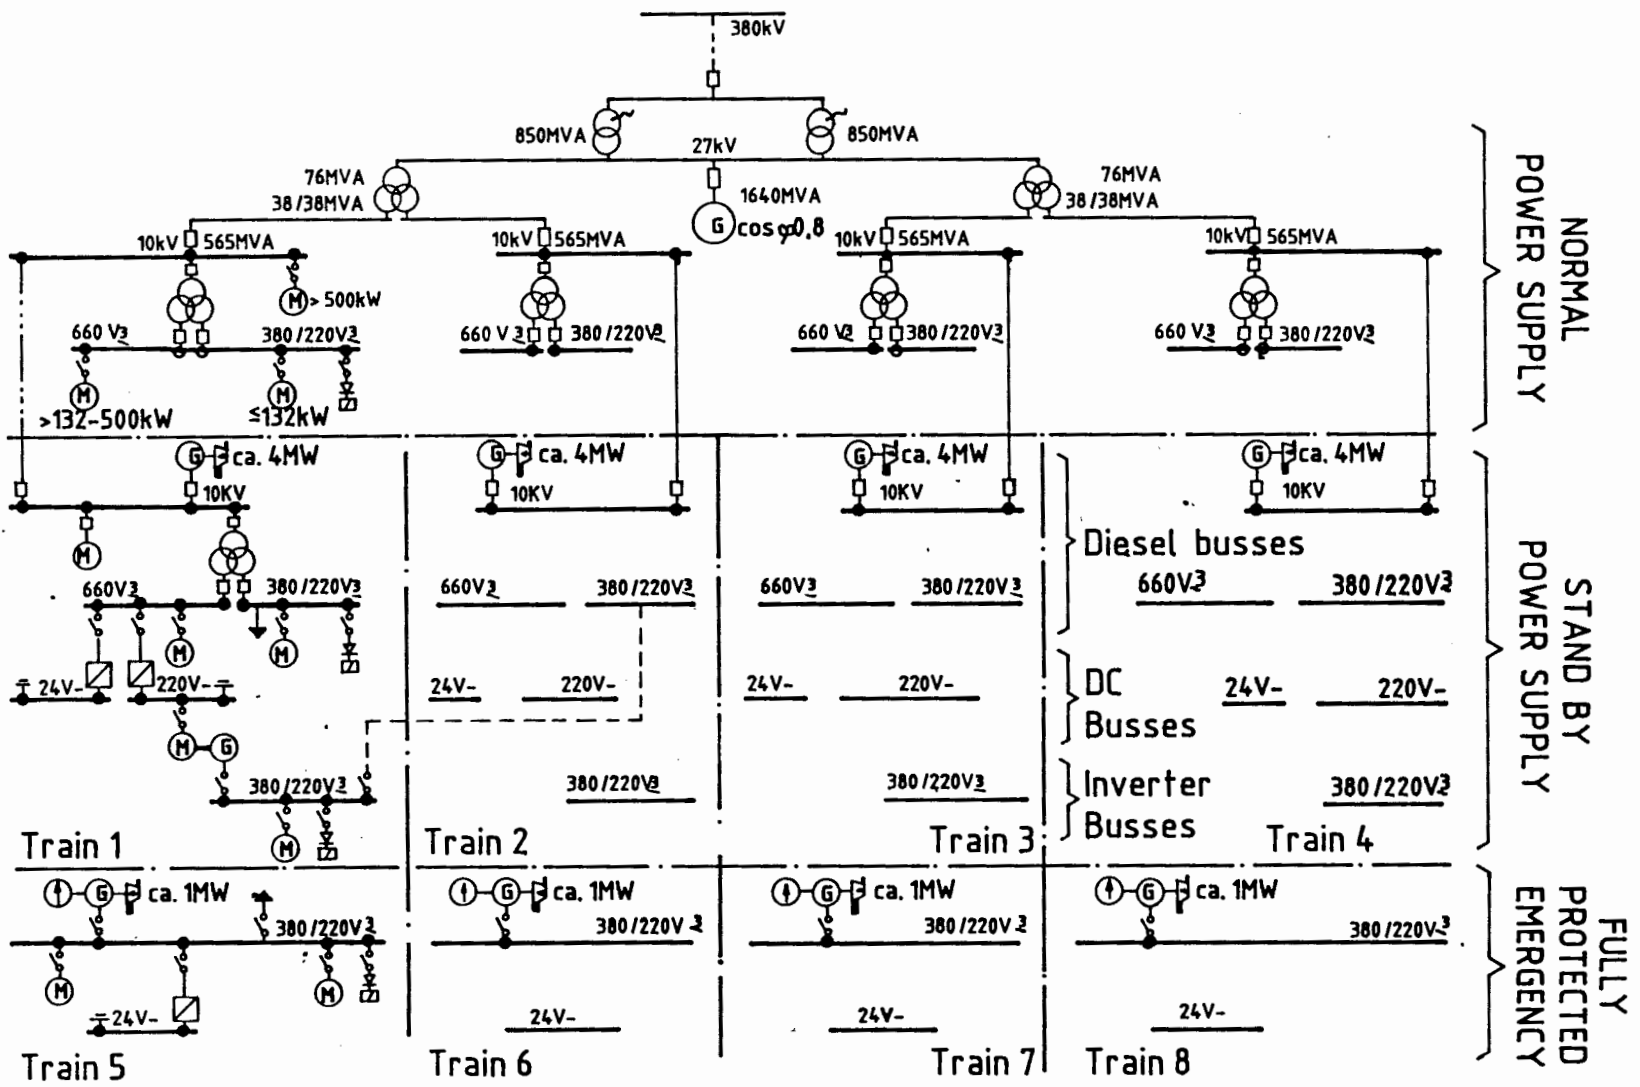 380kV
850MVA
850MVA
27kV
76MVA
38/38MVA
1640MVA
G
cosφ0,8
76MVA
38/38MVA
10kV 565MVA
10kV 565MVA
10kV 565MVA
10kV 565MVA
M >500kW
660 V3 380/220V3
660 V3 380/220V3
660 V3 380/220V3
660 V3 380/220V3
M M
>132-500kW ≤132kW
NORMAL
POWER SUPPLY
G ca. 4MW
G ca. 4MW
G ca. 4MW
G ca. 4MW
10KV
10KV
10KV
10KV
M
Diesel busses
660V3 380/220V3
660V3 380/220V3
660V3 380/220V3
660V3 380/220V3
M M
24V- 220V-
24V- 220V-
24V- 220V-
DC
Busses
24V- 220V-
M G
380/220V3
380/220V3
380/220V3
Inverter
Busses
380/220V3
M
Train 1
Train 2
Train 3
Train 4
STAND BY
POWER SUPPLY
G ca. 1MW
G ca. 1MW
G ca. 1MW
G ca. 1MW
380/220V3
380/220V3
380/220V3
380/220V3
M M
24V-
24V-
24V-
24V-
Train 5
Train 6
Train 7
Train 8
FULLY
PROTECTED
EMERGENCY